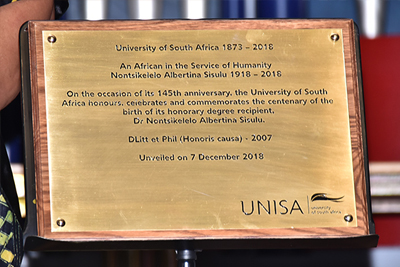 University of South Africa 1873 – 2018
An African in the Service of Humanity
Nontsikelelo Albertina Sisulu 1918 – 2018
On the occasion of its 145th anniversary, the University of South
Africa honours, celebrates and commemorates the centenary of the
birth of its honorary degree recipient,
Dr Nontsikelelo Albertina Sisulu.
DLitt et Phil (Honoris causa) - 2007
Unveiled on 7 December 2018
UNISA
university
of south africa